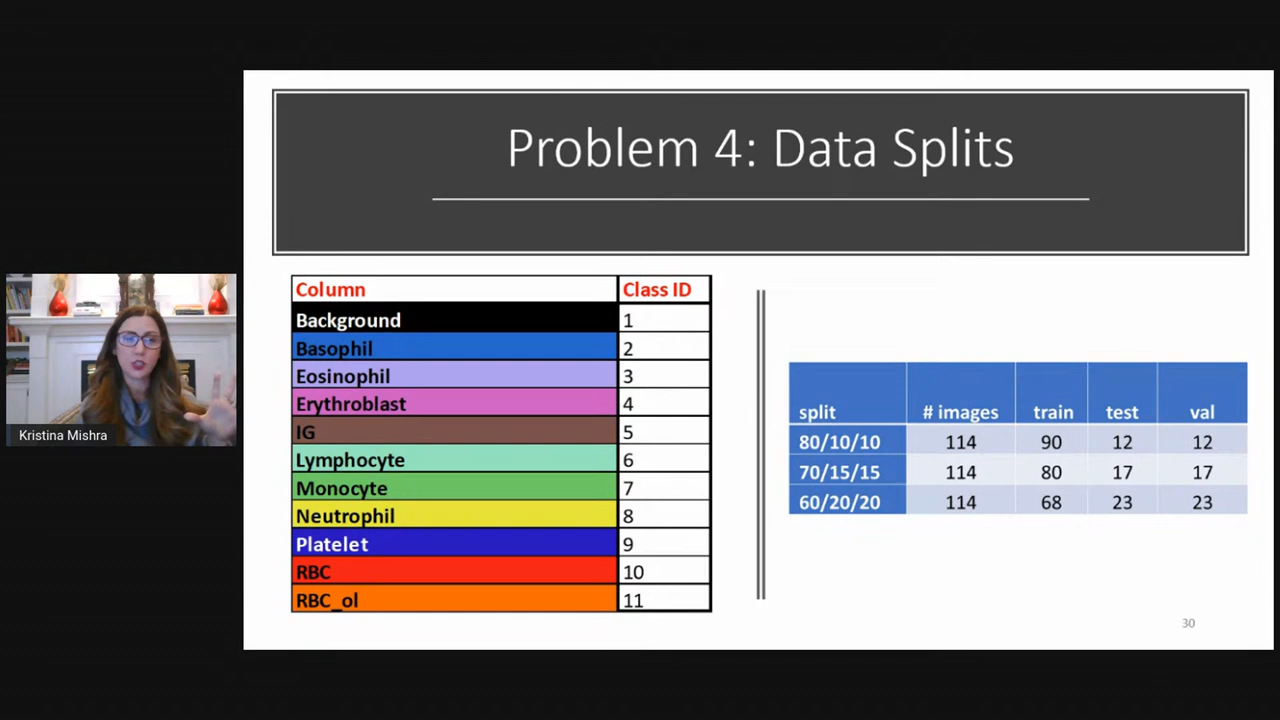 Problem 4: Data Splits
Column Class ID
Background 1
Basophil 2
Eosinophil 3
Erythroblast 4
IG 5
Lymphocyte 6
Monocyte 7
Neutrophil 8
Platelet 9
RBC 10
RBC_ol 11
split # images train test val
80/10/10 114 90 12 12
70/15/15 114 80 17 17
60/20/20 114 68 23 23
30
Kristina Mishra